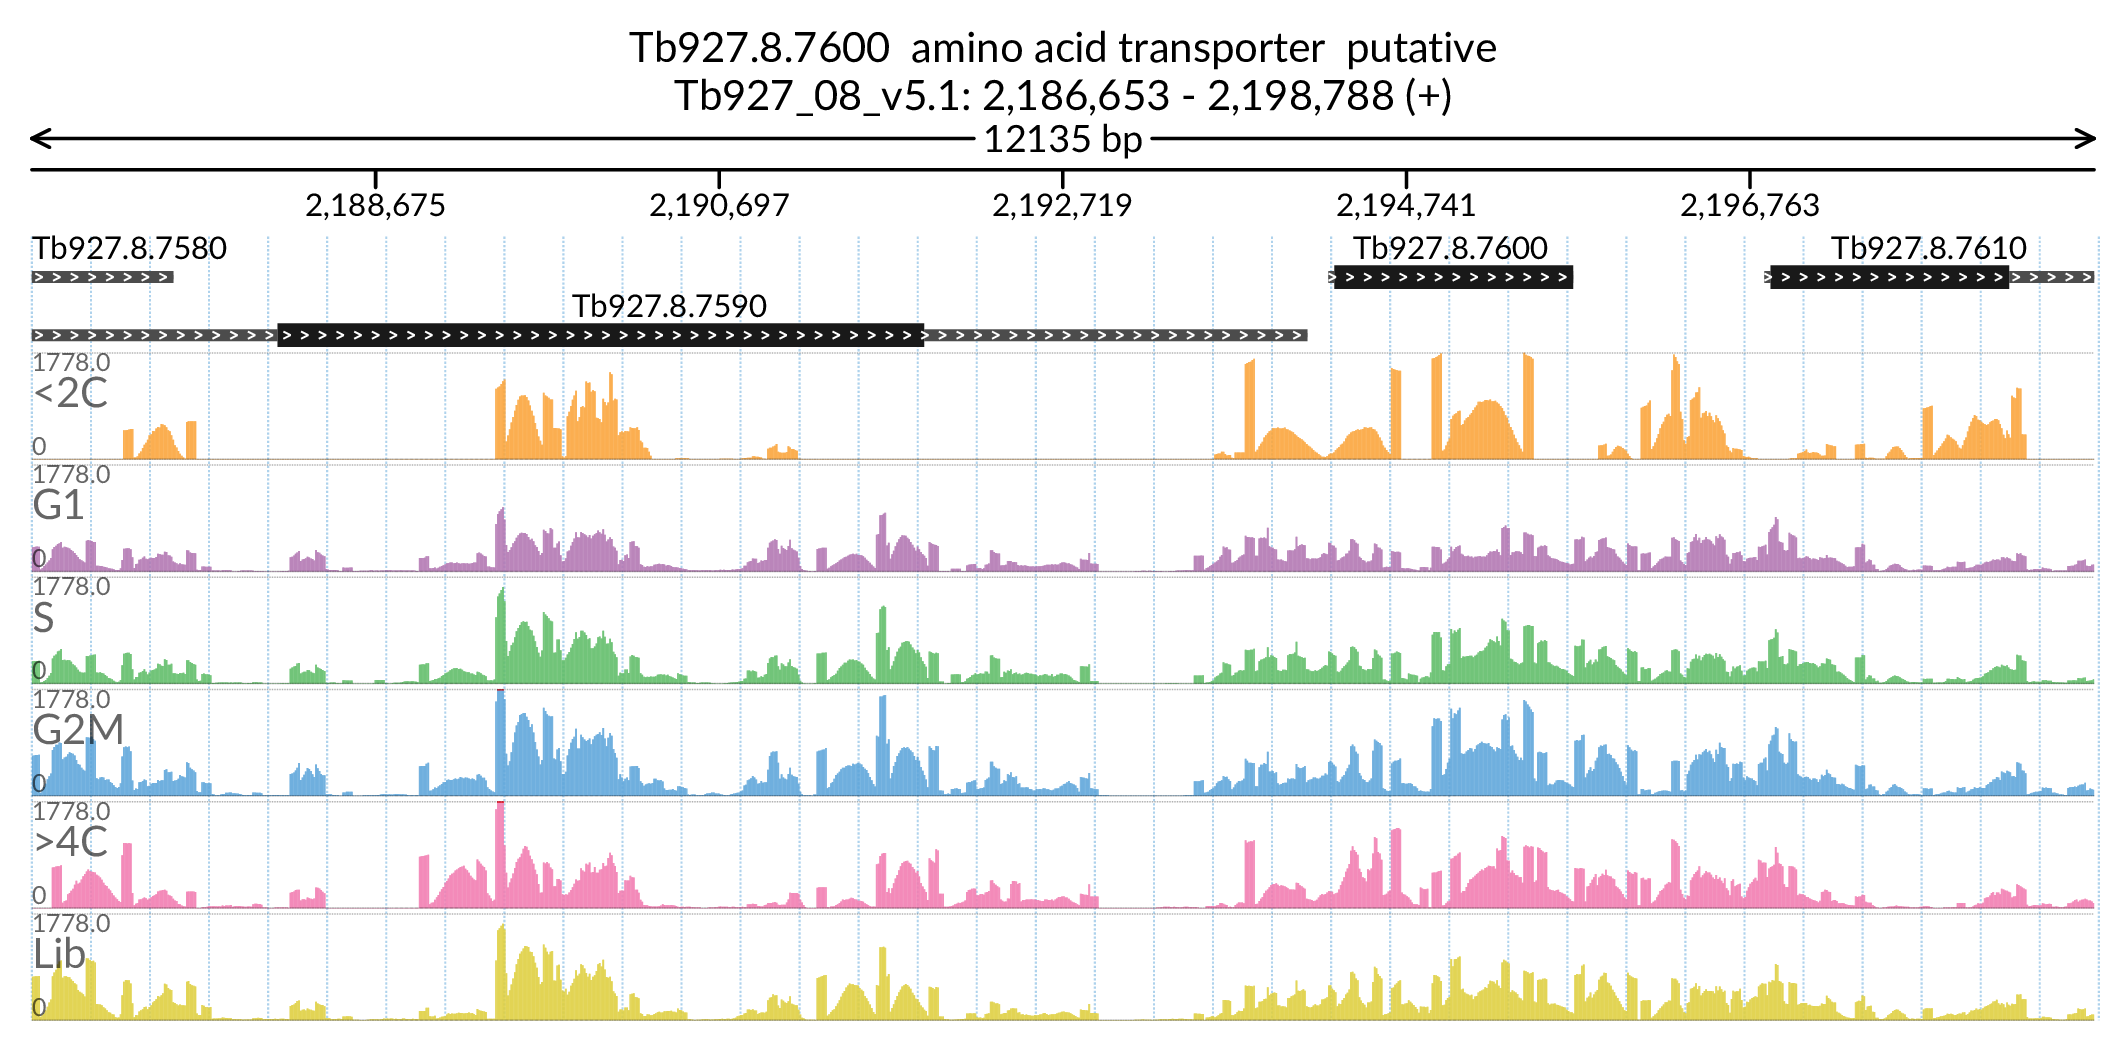 Tb927.8.7600  amino acid transporter  putative
Tb927_08_v5.1: 2,186,653 - 2,198,788 (+)
12135 bp
2,188,675 2,190,697 2,192,719 2,194,741 2,196,763
Tb927.8.7580 Tb927.8.7600 Tb927.8.7610
Tb927.8.7590
1778.0
<2C
0
1778.0
G1
0
1778.0
S
0
1778.0
G2M
0
1778.0
>4C
0
1778.0
Lib
0